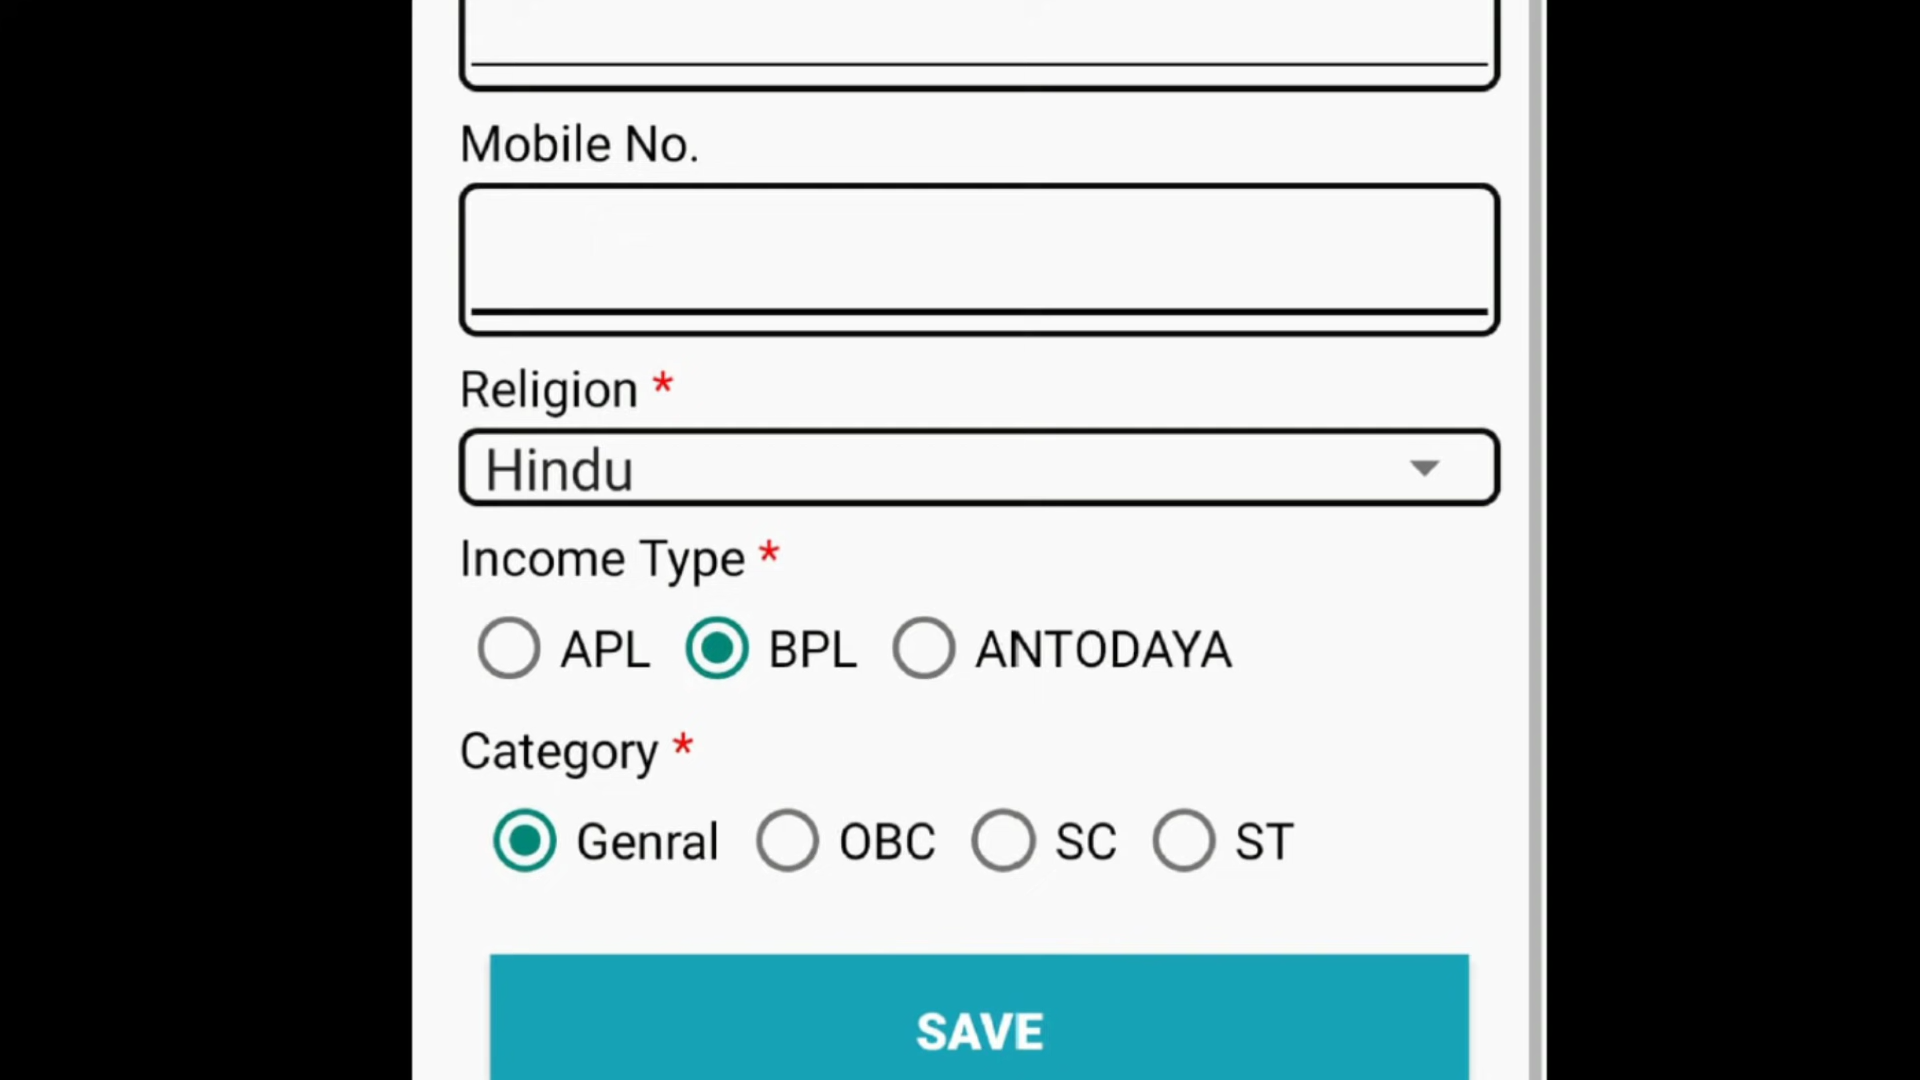 Mobile No.
Religion *
Hindu
Income Type *
APL BPL ANTODAYA
Category *
Genral OBC SC ST
SAVE